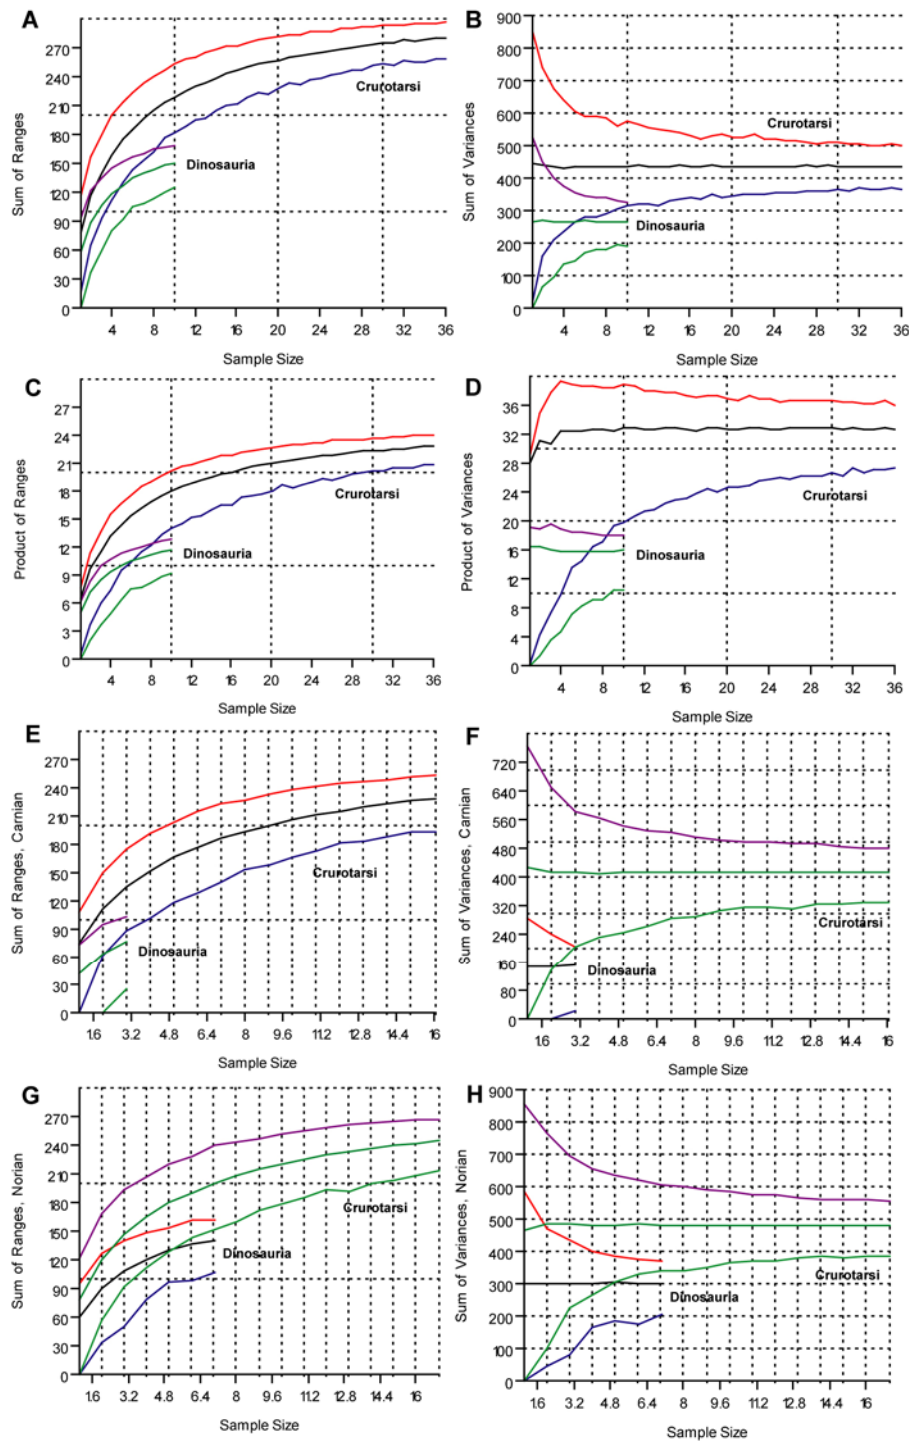 A
Sum of Ranges
270
240
210
180
150
120
90
60
30
0
Crurotarsi
Dinosauria
4 8 12 16 20 24 28 32 36
Sample Size
B
Sum of Variances
900
800
700
600
500
400
300
200
100
0
Crurotarsi
Dinosauria
4 8 12 16 20 24 28 32 36
Sample Size
C
Product of Ranges
27
24
21
18
15
12
9
6
3
0
Crurotarsi
Dinosauria
4 8 12 16 20 24 28 32 36
Sample Size
D
Product of Variances
36
32
28
24
20
16
12
8
4
0
Crurotarsi
Dinosauria
4 8 12 16 20 24 28 32 36
Sample Size
E
Sum of Ranges, Carnian
270
240
210
180
150
120
90
60
30
0
Crurotarsi
Dinosauria
1.6 3.2 4.8 6.4 8 9.6 11.2 12.8 14.4 16
Sample Size
F
Sum of Variances, Carnian
720
640
560
480
400
320
240
160
80
0
Crurotarsi
Dinosauria
1.6 3.2 4.8 6.4 8 9.6 11.2 12.8 14.4 16
Sample Size
G
Sum of Ranges, Norian
270
240
210
180
150
120
90
60
30
0
Crurotarsi
Dinosauria
1.6 3.2 4.8 6.4 8 9.6 11.2 12.8 14.4 16
Sample Size
H
Sum of Variances, Norian
900
800
700
600
500
400
300
200
100
0
Crurotarsi
Dinosauria
1.6 3.2 4.8 6.4 8 9.6 11.2 12.8 14.4 16
Sample Size